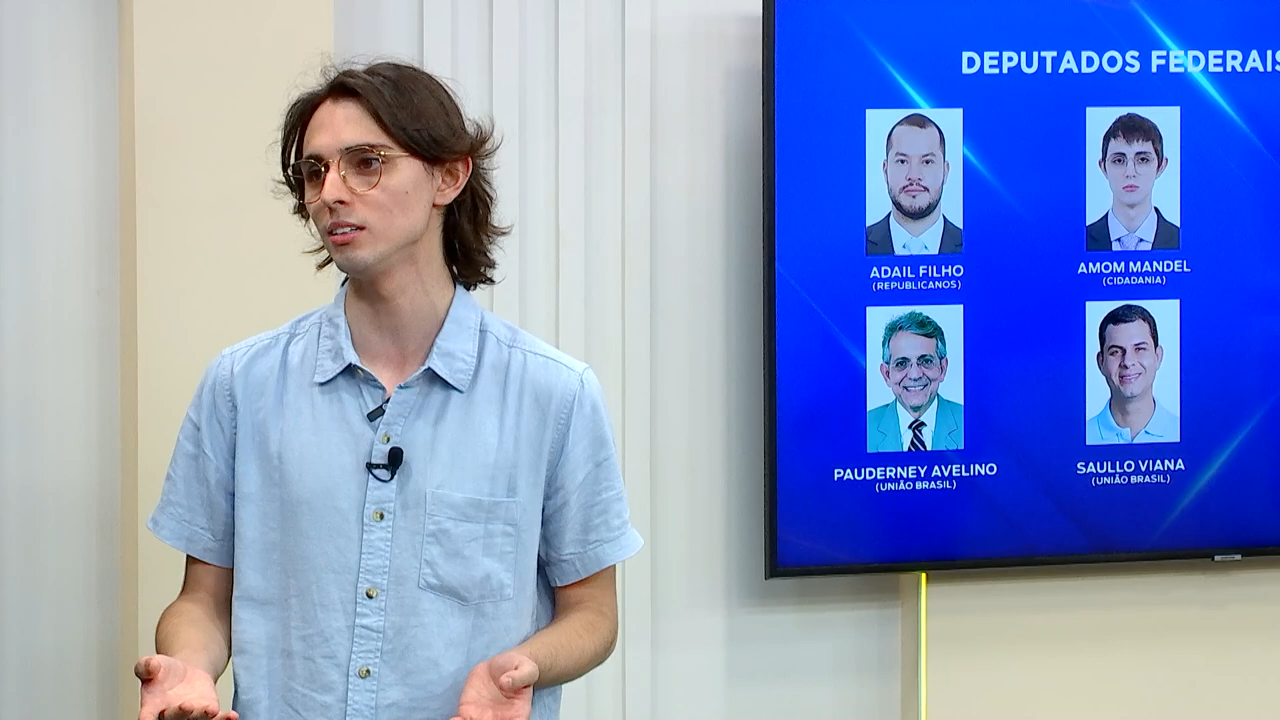 DEPUTADOS FEDERAIS
ADAIL FILHO
(REPUBLICANOS)
AMOM MANDEL
(CIDADANIA)
PAUDERNEY AVELINO
(UNIÃO BRASIL)
SAULLO VIANA
(UNIÃO BRASIL)